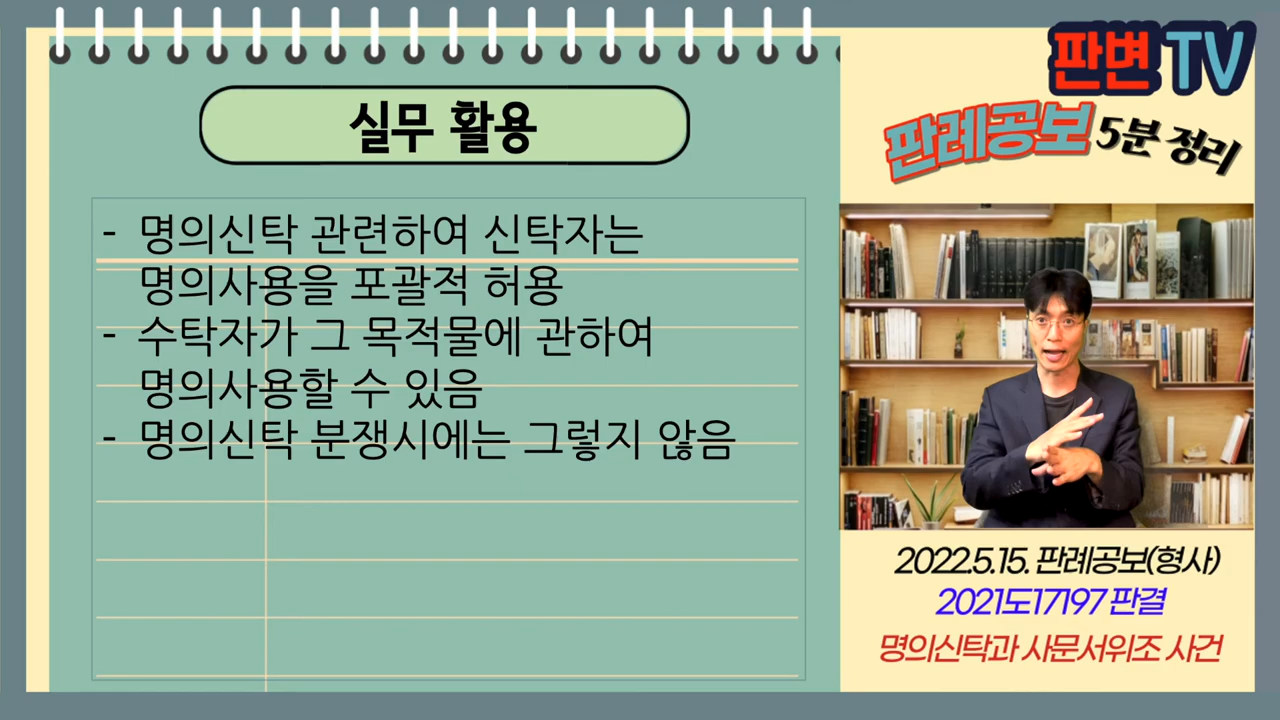 실무 활용
- 명의신탁 관련하여 신탁자는
명의사용을 포괄적 허용
- 수탁자가 그 목적물에 관하여
명의사용할 수 있음
- 명의신탁 분쟁시에는 그렇지 않음
판변 TV
판례공보 5분 정리
2022.5.15. 판례공보(형사)
2021도17197 판결
명의신탁과 사문서위조 사건